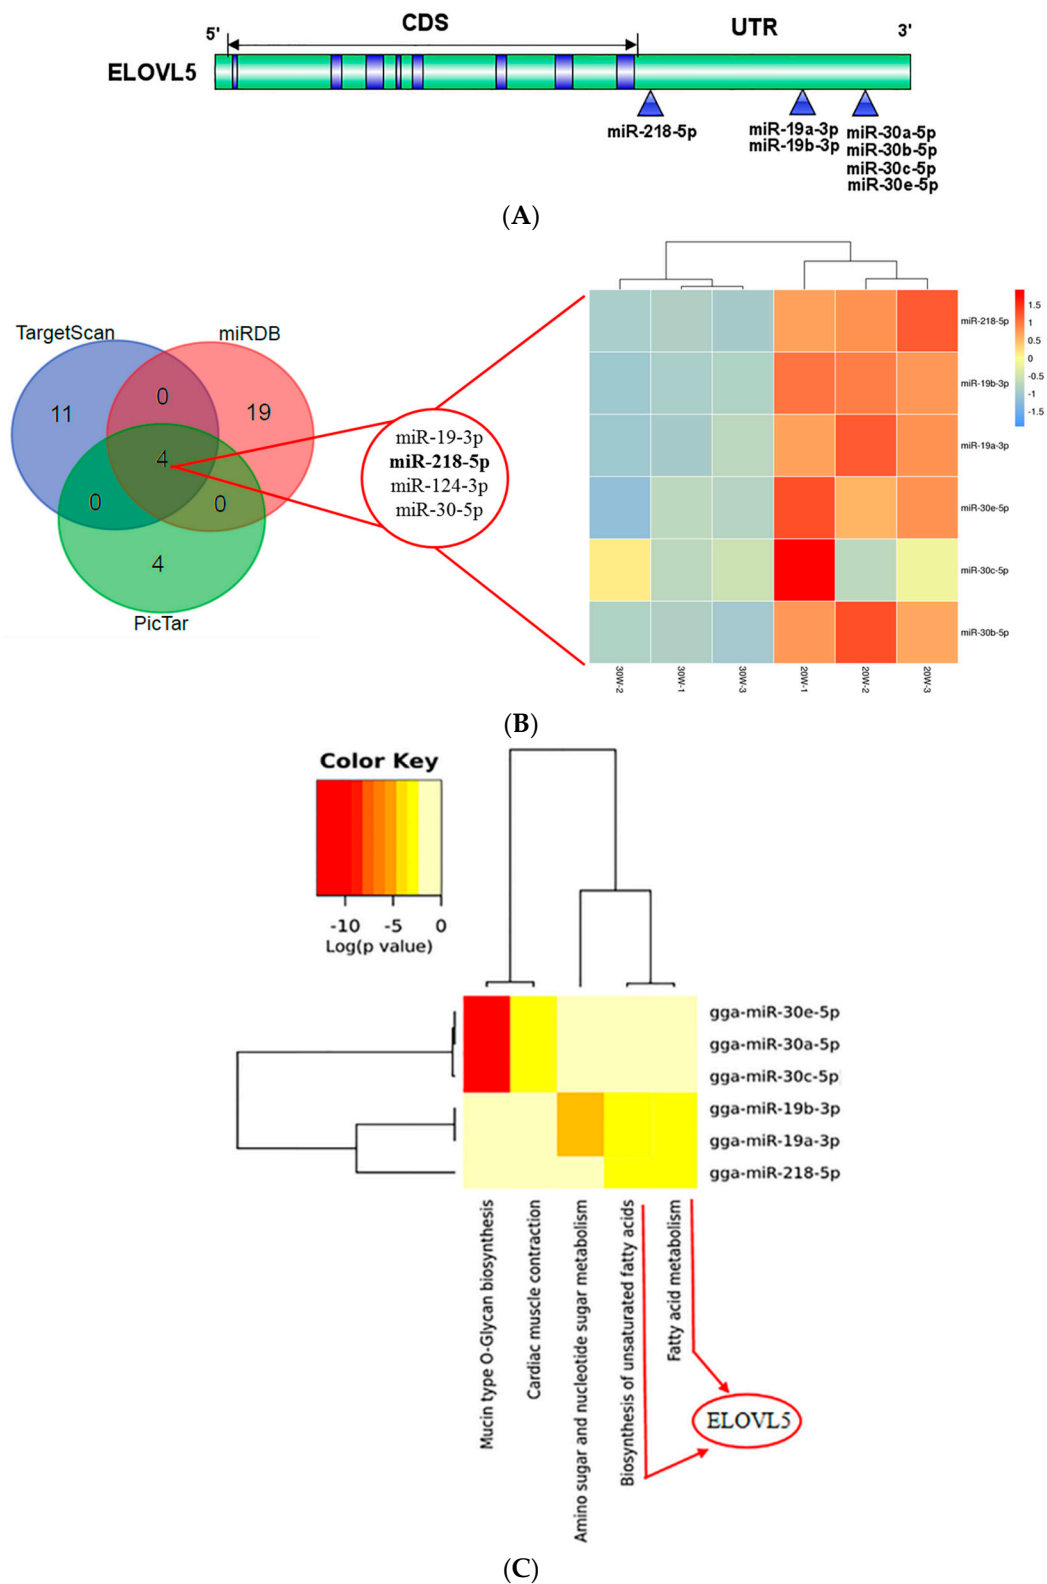 CDS
UTR
5'
3'
ELOVL5
miR-218-5p
miR-19a-3p
miR-19b-3p
miR-30a-5p
miR-30b-5p
miR-30c-5p
miR-30e-5p
(A)
TargetScan
miRDB
11
0
19
4
0
0
4
PicTar
miR-19-3p
miR-218-5p
miR-124-3p
miR-30-5p
miR-218-5p
miR-19b-3p
miR-19a-3p
miR-30e-5p
miR-30c-5p
miR-30b-5p
1.5
1
0.5
-0.5
-1
-1.5
30W-2
30W-1
30W-3
20W-1
20W-2
20W-3
(B)
Color Key
-10
-5
0
Log(p value)
gga-miR-30e-5p
gga-miR-30a-5p
gga-miR-30c-5p
gga-miR-19b-3p
gga-miR-19a-3p
gga-miR-218-5p
Mucin type O-Glycan biosynthesis
Cardiac muscle contraction
Amino sugar and nucleotide sugar metabolism
Biosynthesis of unsaturated fatty acids
Fatty acid metabolism
ELOVL5
(C)